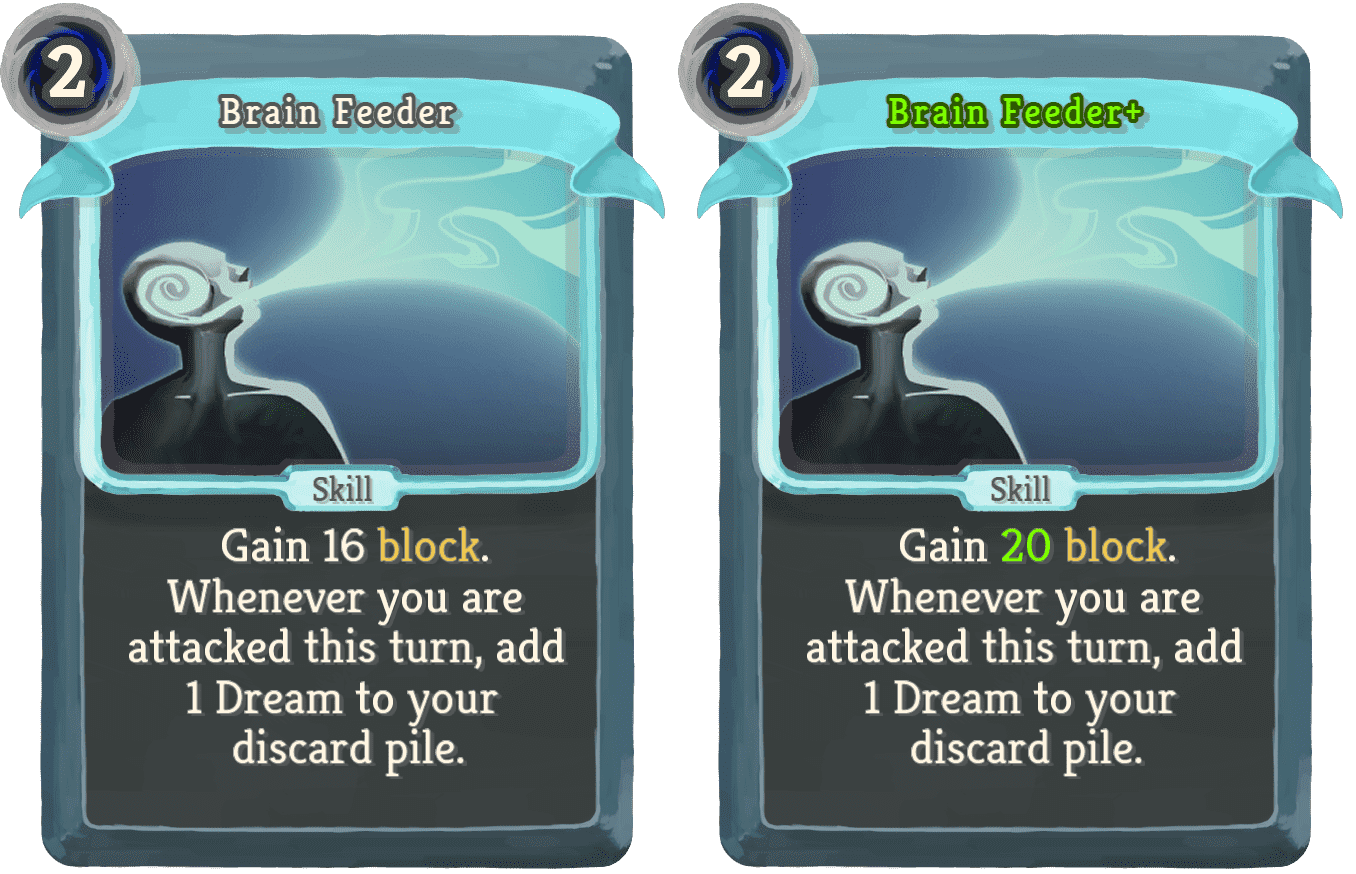 2
Brain Feeder
Skill
Gain 16 block.
Whenever you are
attacked this turn, add
1 Dream to your
discard pile.
2
Brain Feeder+
Skill
Gain 20 block.
Whenever you are
attacked this turn, add
1 Dream to your
discard pile.